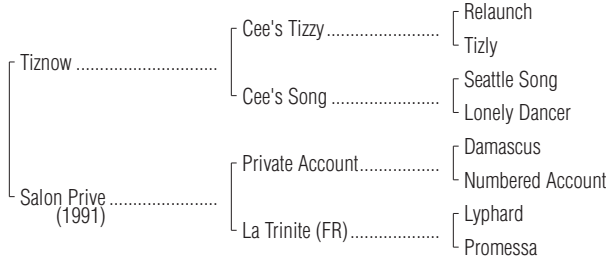 Relaunch
Cee's Tizzy
Tizly
Tiznow
Seattle Song
Cee's Song
Lonely Dancer
Damascus
Private Account
Numbered Account
Salon Prive
(1991)
Lyphard
La Trinite (FR)
Promessa